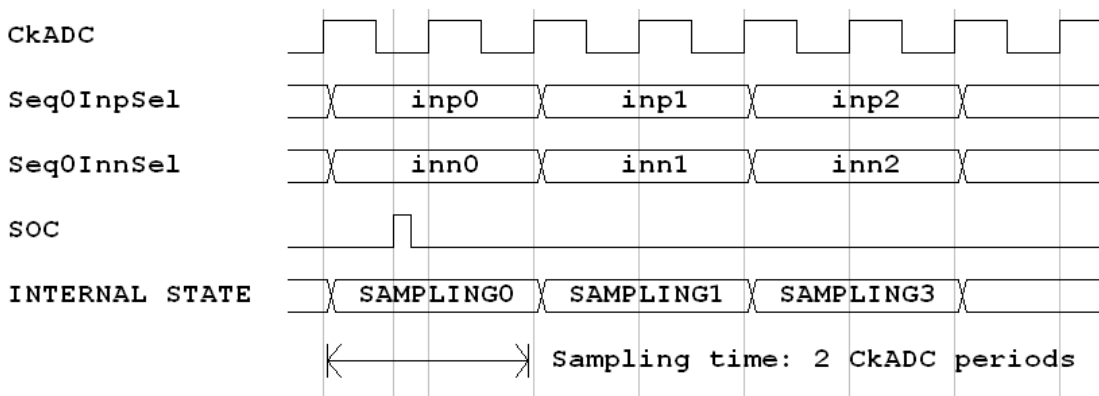 CkADC
Seq0InpSel inp0 inp1 inp2
Seq0InnSel inn0 inn1 inn2
SOC
INTERNAL STATE SAMPLING0 SAMPLING1 SAMPLING3
Sampling time: 2 CkADC periods